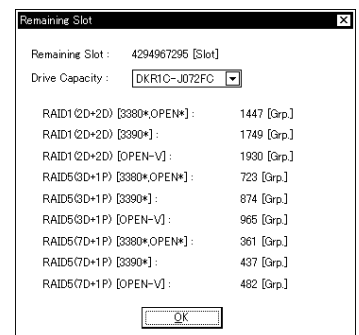 Remaining Slot
Remaining Slot : 4294967295 [Slot]
Drive Capacity : DKR1C-J072FC
RAID1(2D+2D) [3380*,OPEN*] : 1447 [Grp.]
RAID1(2D+2D) [3390*] : 1749 [Grp.]
RAID1(2D+2D) [OPEN-V] : 1930 [Grp.]
RAID5(3D+1P) [3380*,OPEN*] : 723 [Grp.]
RAID5(3D+1P) [3390*] : 874 [Grp.]
RAID5(3D+1P) [OPEN-V] : 965 [Grp.]
RAID5(7D+1P) [3380*,OPEN*] : 361 [Grp.]
RAID5(7D+1P) [3390*] : 437 [Grp.]
RAID5(7D+1P) [OPEN-V] : 482 [Grp.]
OK